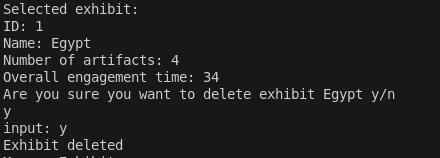 Selected exhibit:
ID: 1
Name: Egypt
Number of artifacts: 4
Overall engagement time: 34
Are you sure you want to delete exhibit Egypt y/n
y
input: y
Exhibit deleted